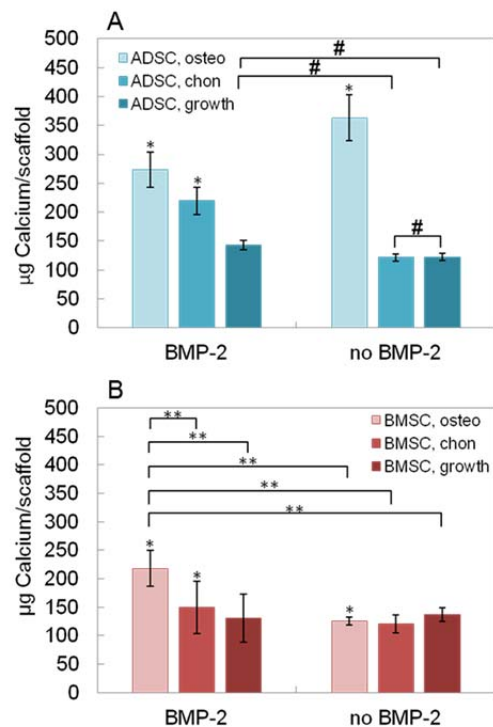 A
500
450
400
350
300
250
200
150
100
50
0
µg Calcium/scaffold
ADSC, osteo
ADSC, chon
ADSC, growth
#
#
*
*
*
#
BMP-2
no BMP-2
B
500
450
400
350
300
250
200
150
100
50
0
µg Calcium/scaffold
BMSC, osteo
BMSC, chon
BMSC, growth
**
**
**
**
**
*
*
*
BMP-2
no BMP-2